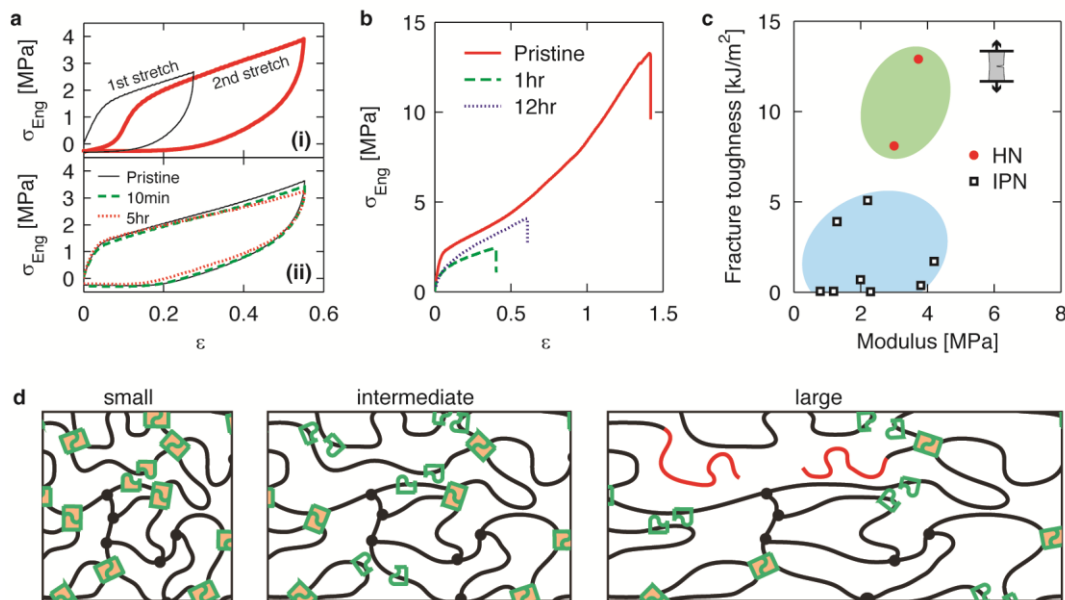 a
σEng [MPa]
4
3
2
1
0
1st stretch
2nd stretch
(i)
σEng [MPa]
4
3
2
1
0
Pristine
10min
5hr
(ii)
0
0.2
0.4
0.6
ε
b
σEng [MPa]
15
10
5
0
Pristine
1hr
12hr
0
0.5
1
1.5
ε
c
Fracture toughness [kJ/m²]
15
10
5
0
HN
IPN
0
2
4
6
8
Modulus [MPa]
d
small
intermediate
large